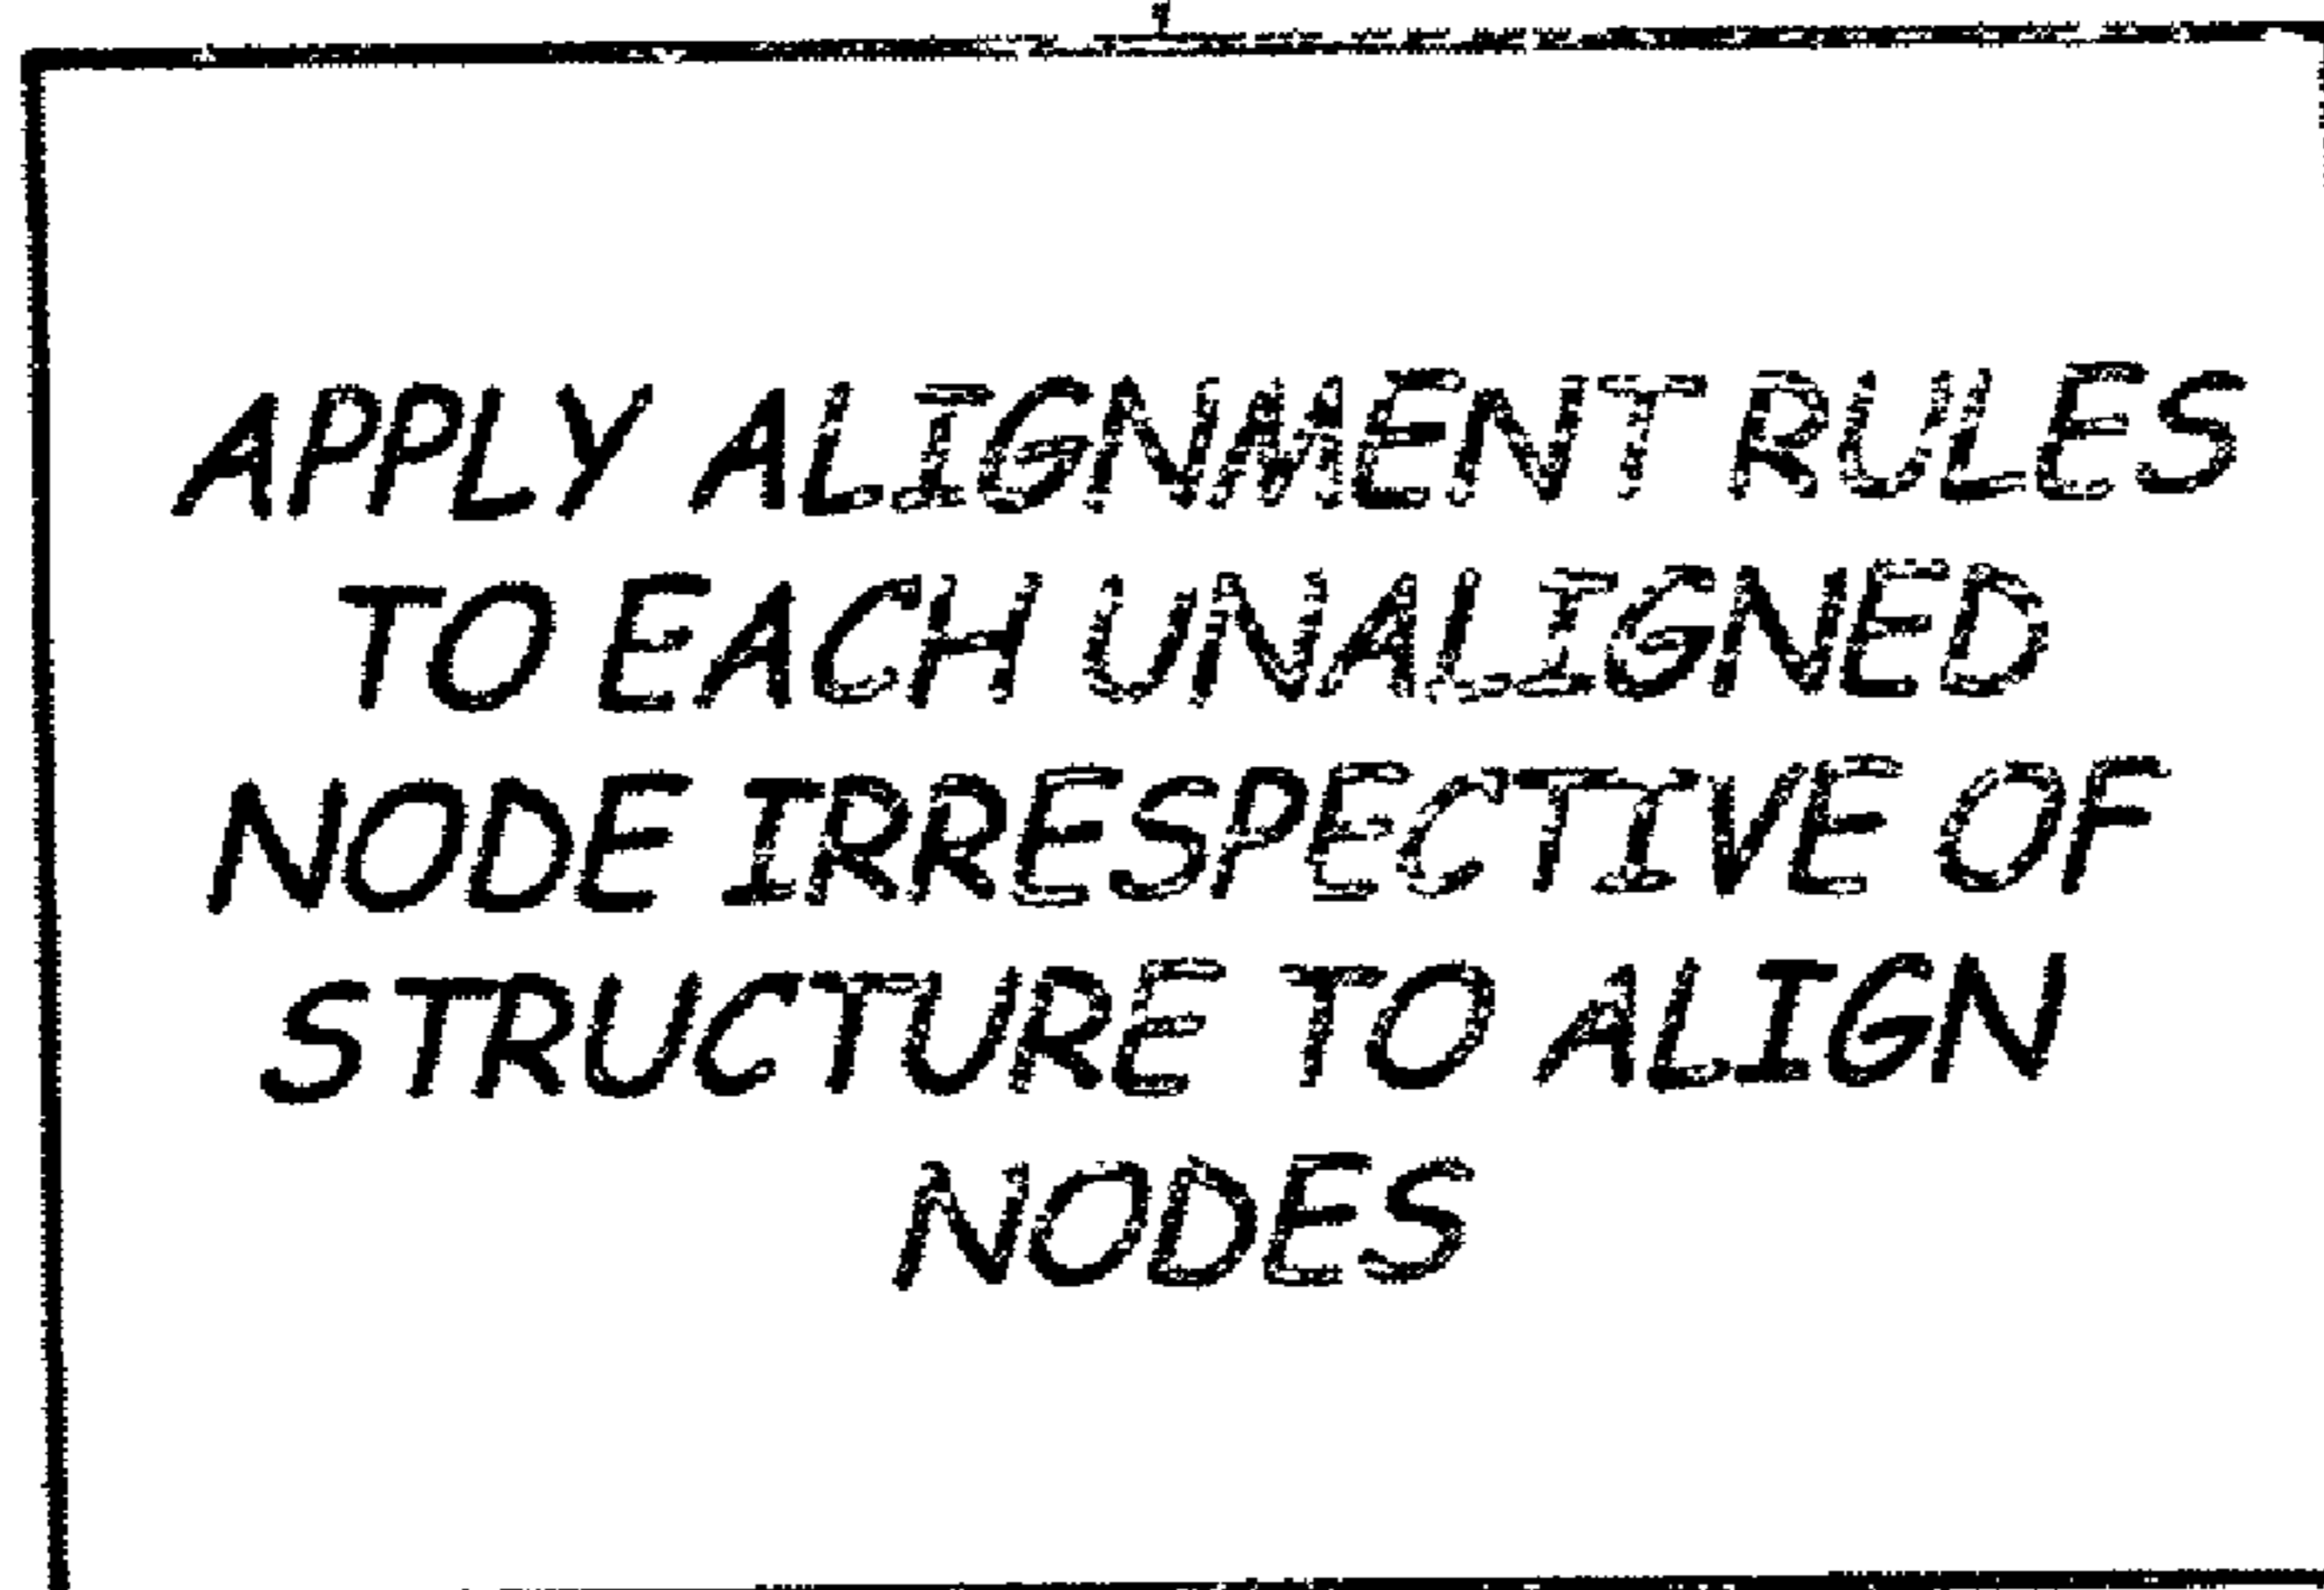 APPLY ALIGNMENT RULES
TO EACH UNALIGNED
NODE IRRESPECTIVE OF
STRUCTURE TO ALIGN
NODES